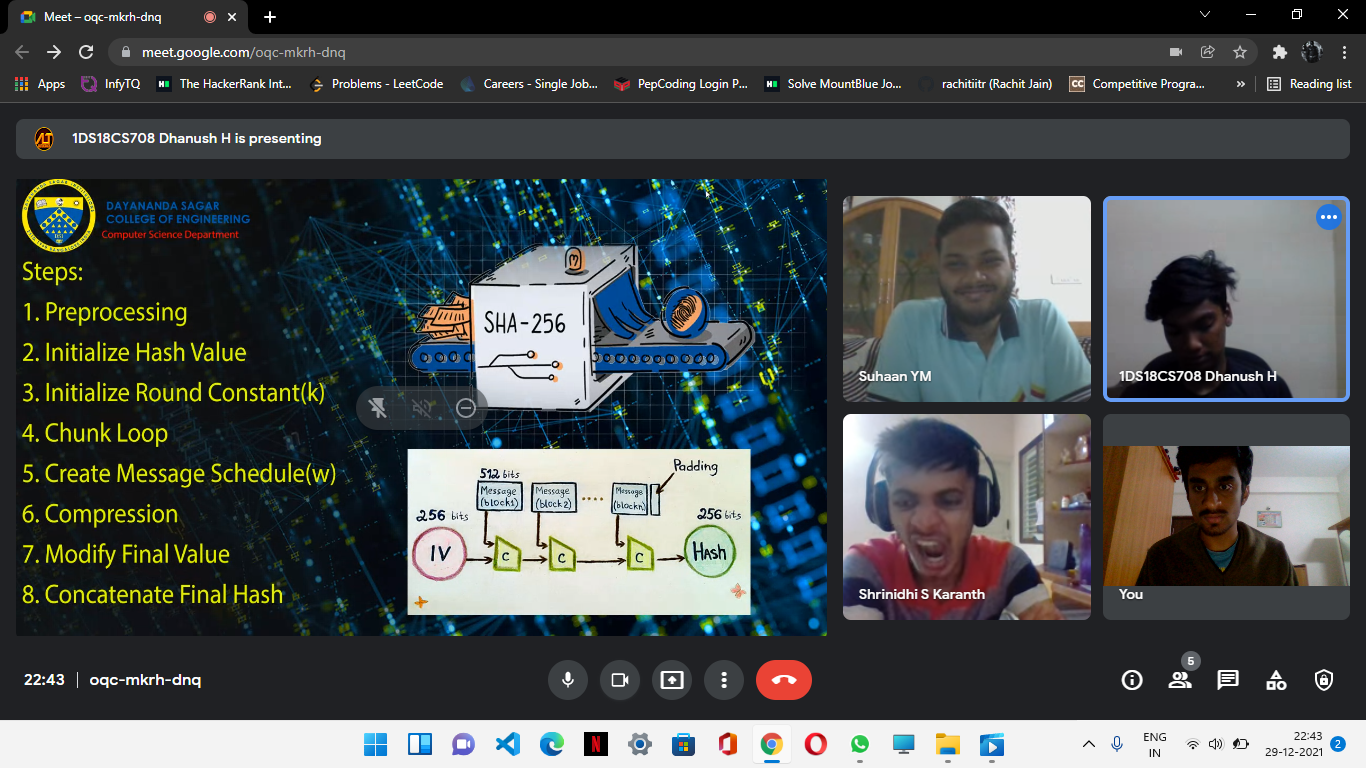 Meet – oqc-mkrh-dnq
meet.google.com/oqc-mkrh-dnq
Apps
InfyTQ
The HackerRank Int...
Problems - LeetCode
Careers - Single Job...
PepCoding Login P...
Solve MountBlue Jo...
rachitiitr (Rachit Jain)
CC Competitive Progra...
»
Reading list
1DS18CS708 Dhanush H is presenting
DAYANANDA SAGAR
COLLEGE OF ENGINEERING
Computer Science Department
Steps:
1. Preprocessing
2. Initialize Hash Value
3. Initialize Round Constant(k)
4. Chunk Loop
5. Create Message Schedule(w)
6. Compression
7. Modify Final Value
8. Concatenate Final Hash
SHA-256
512 bits
Padding
Message (block1)
Message (block2)
.....
Message (blockn)
256 bits
256 bits
IV
C
C
C
HASH
Suhaan YM
1DS18CS708 Dhanush H
Shrinidhi S Karanth
You
22:43 | oqc-mkrh-dnq
5
ENG
IN
22:43
29-12-2021
2